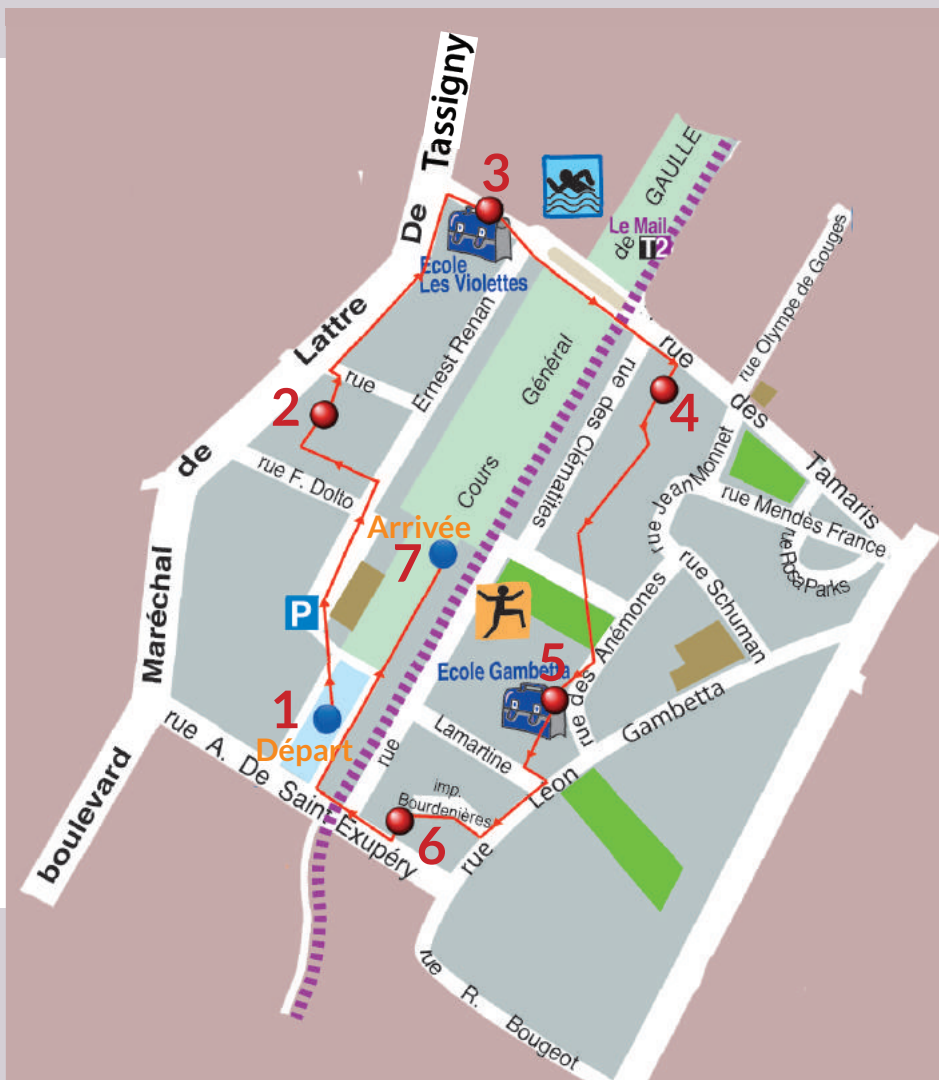 boulevard Maréchal de Lattre De Tassigny
3
GAULLE
Le Mail
de
T2
Ecole
Les Violettes
rue Olympe de Gouges
Ernest Renan
Général
rue
des
Tamaris
rue
2
4
rue des Clématites
rue F. Dolto
Cours
rue Jean Monnet
rue Mendès France
rue Rosa Parks
Arrivée
7
P
rue Schuman
rue des Anémones
Ecole Gambetta
5
1
Départ
rue A. De Saint Exupéry
rue
Lamartine
rue Léon Gambetta
imp.
Bourdenières
6
rue R. Bougeot